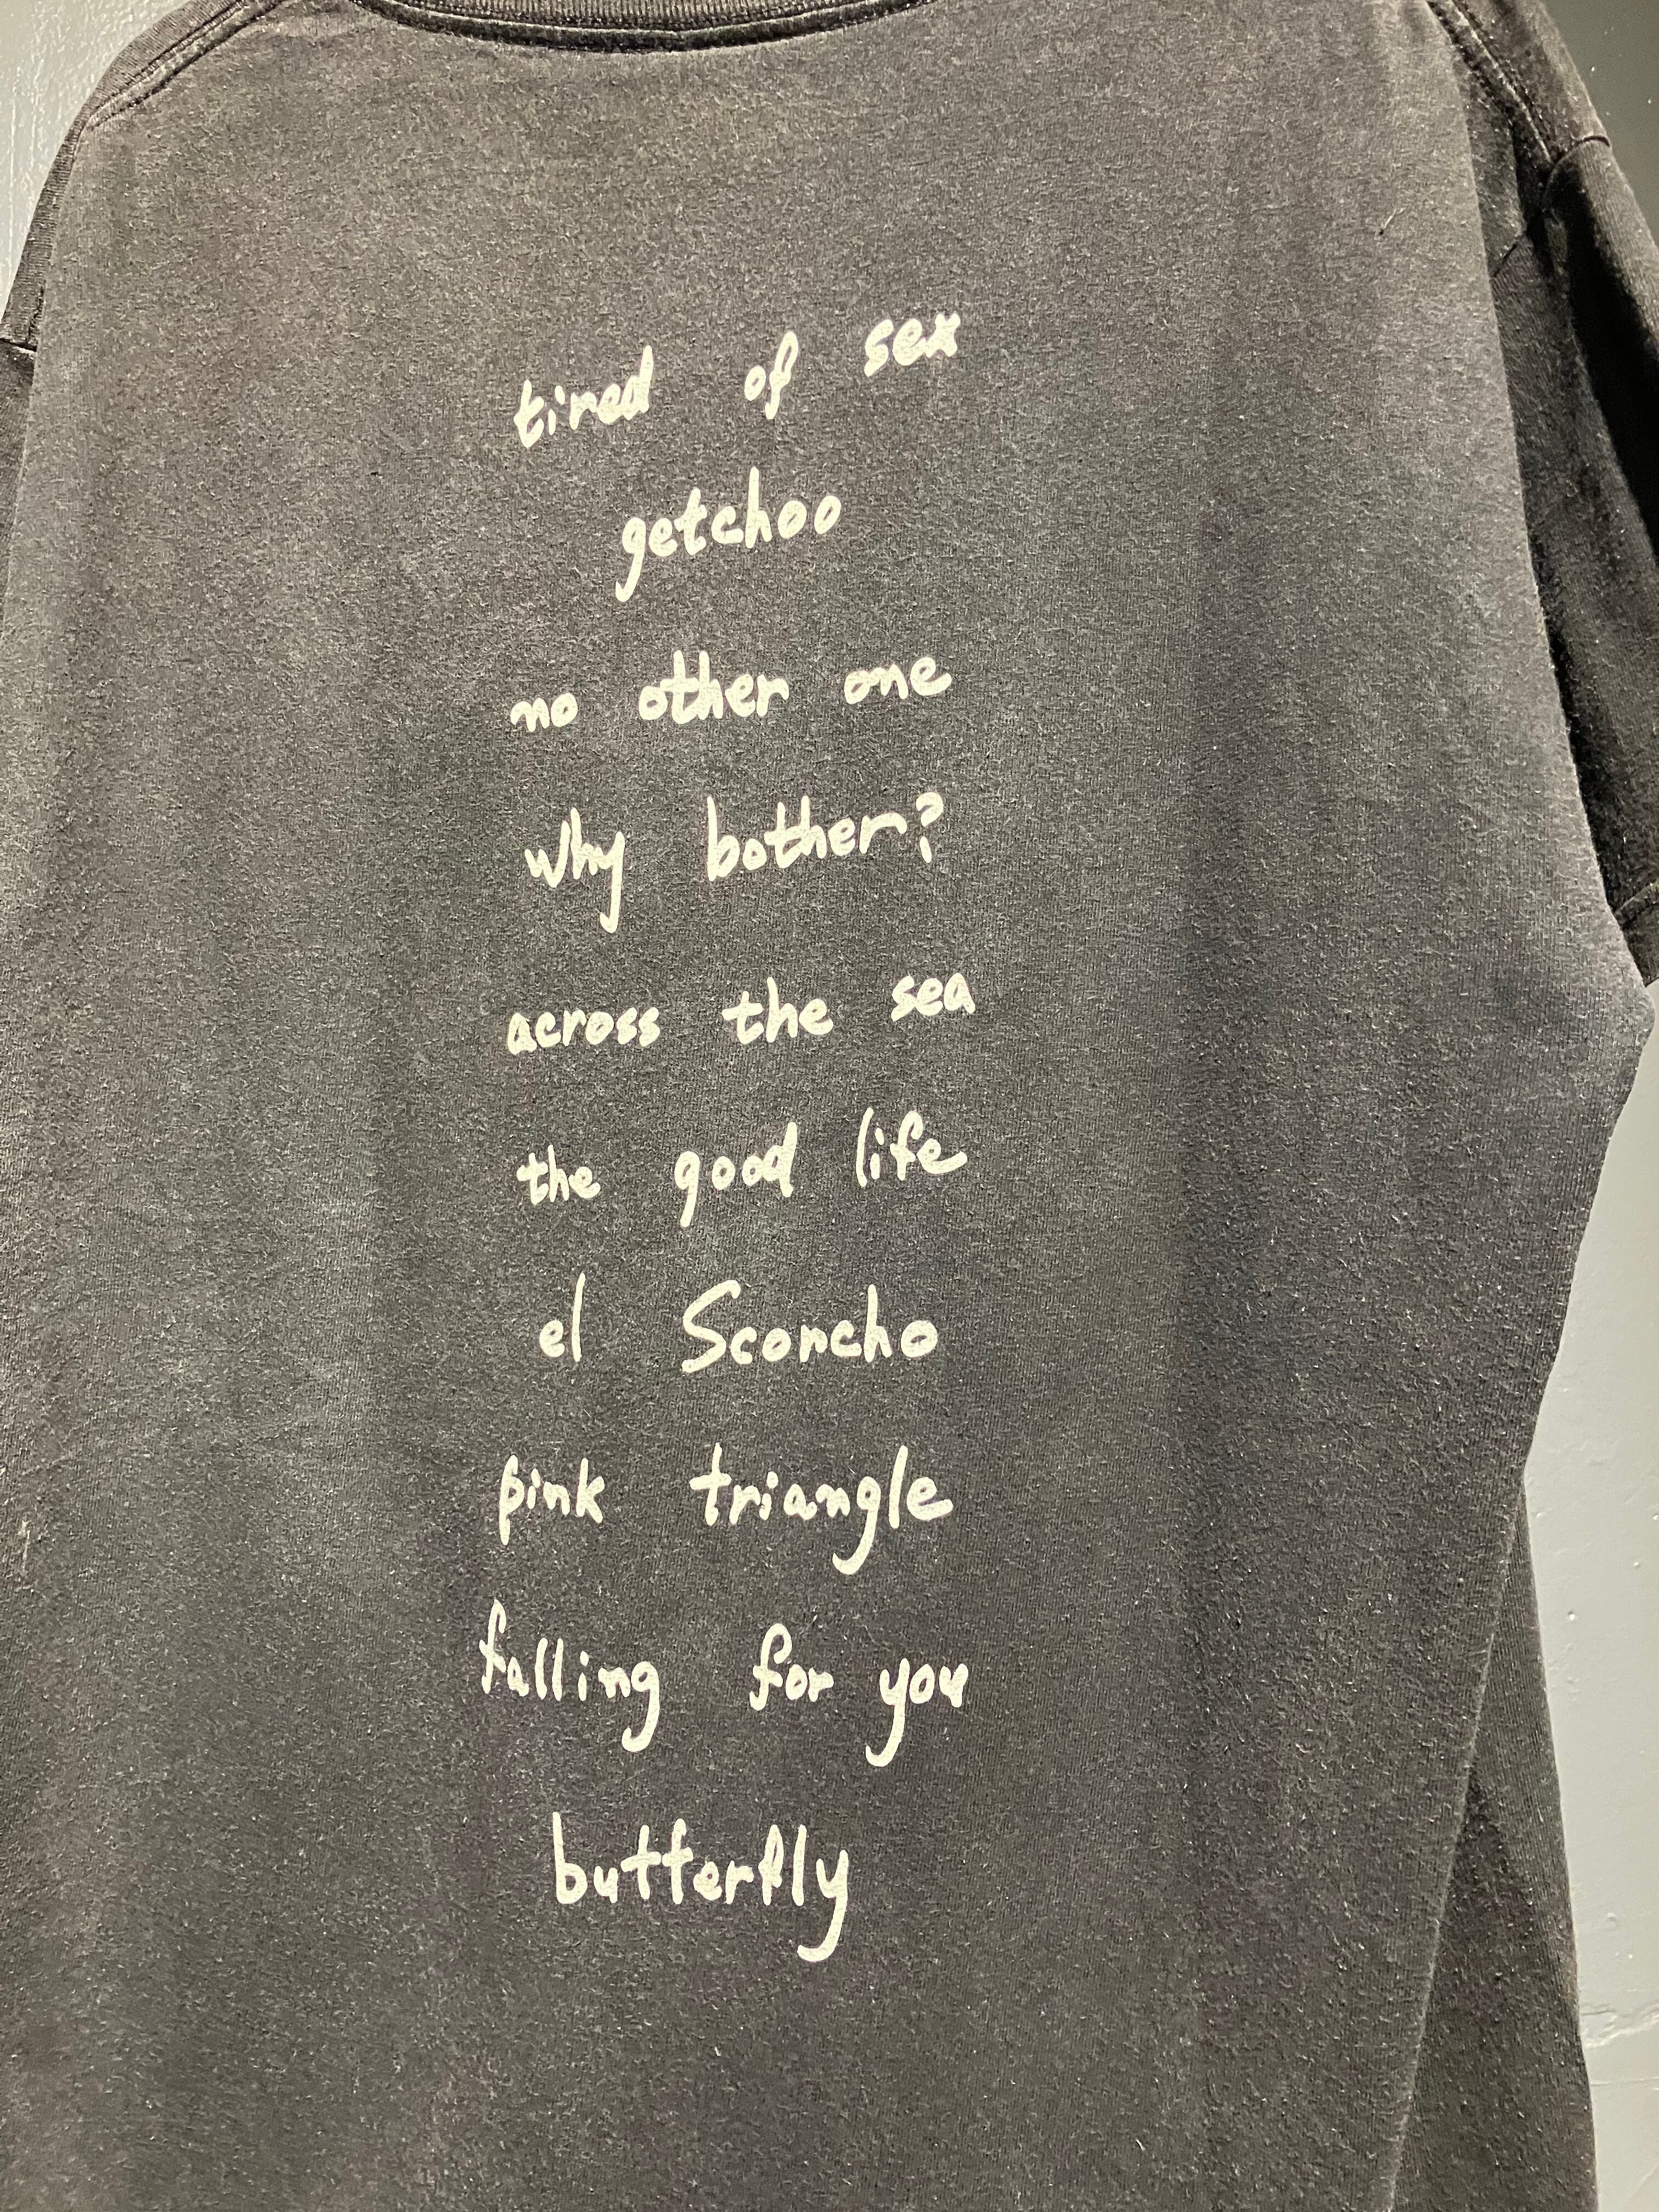 tired of sex
getchoo
no other one
why bother?
across the sea
the good life
el Scorcho
pink triangle
falling for you
butterfly